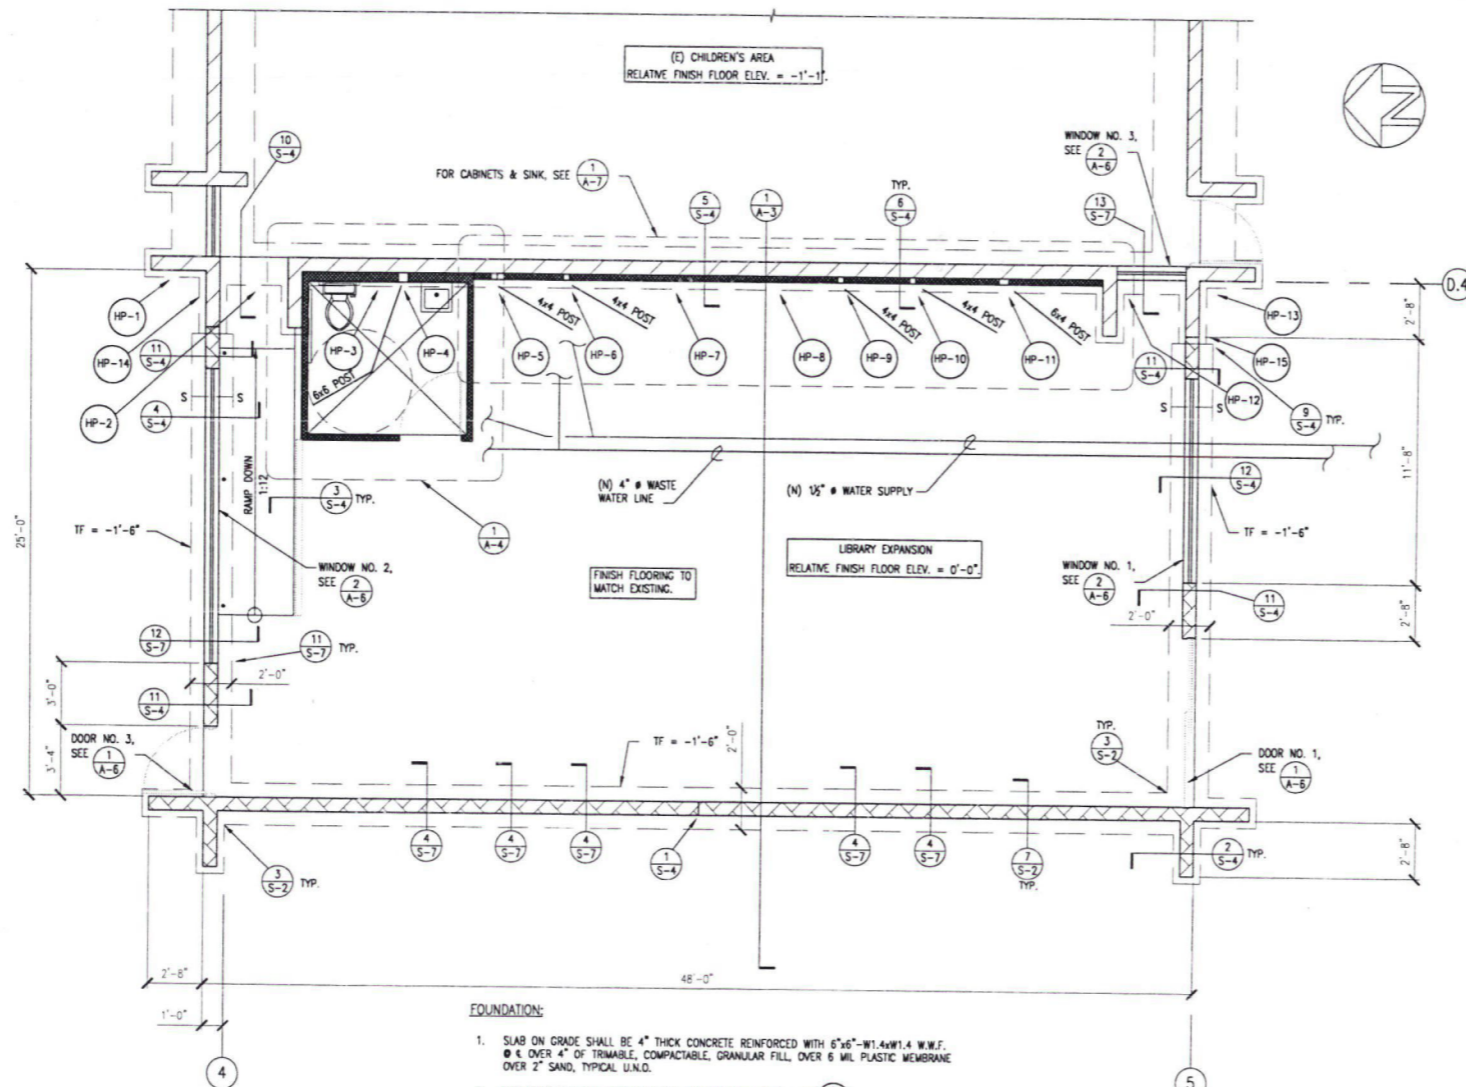 (E) CHILDREN'S AREA
RELATIVE FINISH FLOOR ELEV. = -1'-1".
N
10
S-4
FOR CABINETS & SINK, SEE
1
A-7
5
S-4
1
A-3
TYP.
6
S-4
13
S-7
WINDOW NO. 3,
SEE
2
A-6
D.4
HP-1
HP-14
11
S-4
HP-2
4
S-4
S S
HP-3
HP-4
6x6 POST
HP-5
4x4 POST
HP-6
4x4 POST
HP-7
HP-8
HP-9
4x4 POST
HP-10
4x4 POST
HP-11
6x4 POST
11
S-4
HP-12
HP-13
HP-15
S S
9
S-4
TYP.
2'-8"
11'-8"
2'-8"
25'-0"
RAMP DOWN
1:12
3
S-4
TYP.
1
A-4
(N) 4" ø WASTE
WATER LINE
(N) 1½" ø WATER SUPPLY
12
S-4
TF = -1'-6"
TF = -1'-6"
WINDOW NO. 2,
SEE
2
A-6
FINISH FLOORING TO
MATCH EXISTING.
LIBRARY EXPANSION
RELATIVE FINISH FLOOR ELEV. = 0'-0".
WINDOW NO. 1,
SEE
2
A-6
11
S-4
2'-0"
12
S-7
11
S-7
TYP.
2'-0"
11
S-4
3'-0"
3'-4"
DOOR NO. 3,
SEE
1
A-6
TF = -1'-6"
2'-0"
TYP.
3
S-2
DOOR NO. 1,
SEE
1
A-6
4
S-7
4
S-7
4
S-7
1
S-4
4
S-7
4
S-7
7
S-2
TYP.
2
S-4
TYP.
2'-8"
3
S-2
TYP.
2'-8"
48'-0"
1'-0"
4
5
FOUNDATION:
1. SLAB ON GRADE SHALL BE 4" THICK CONCRETE REINFORCED WITH 6"x6"-W1.4xW1.4 W.W.F.
@ ℄ OVER 4" OF TRIMABLE, COMPACTABLE, GRANULAR FILL, OVER 6 MIL PLASTIC MEMBRANE
OVER 2" SAND, TYPICAL U.N.O.